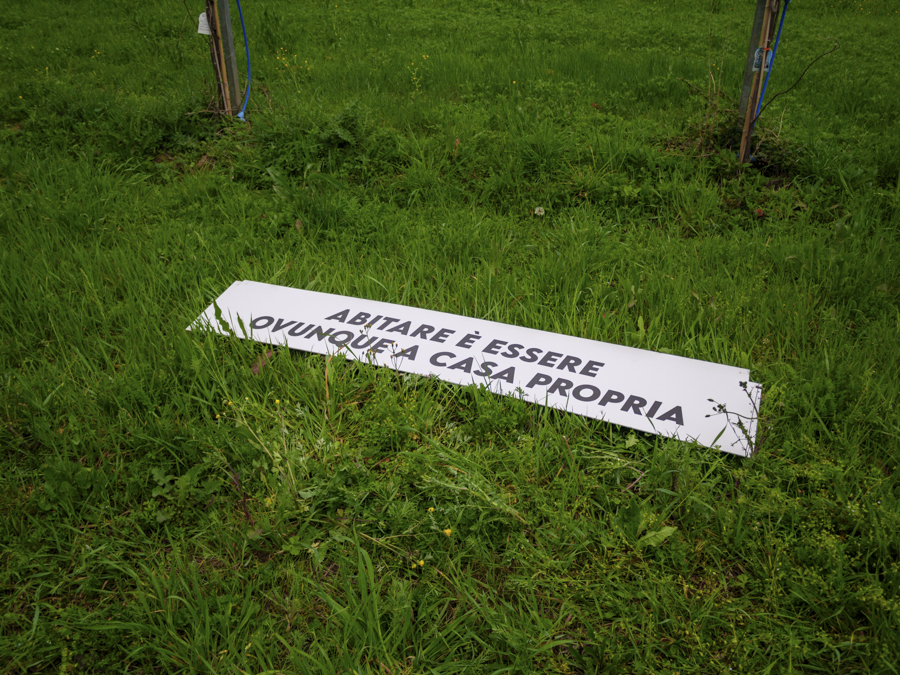 ABITARE È ESSERE
OVUNQUE A CASA PROPRIA